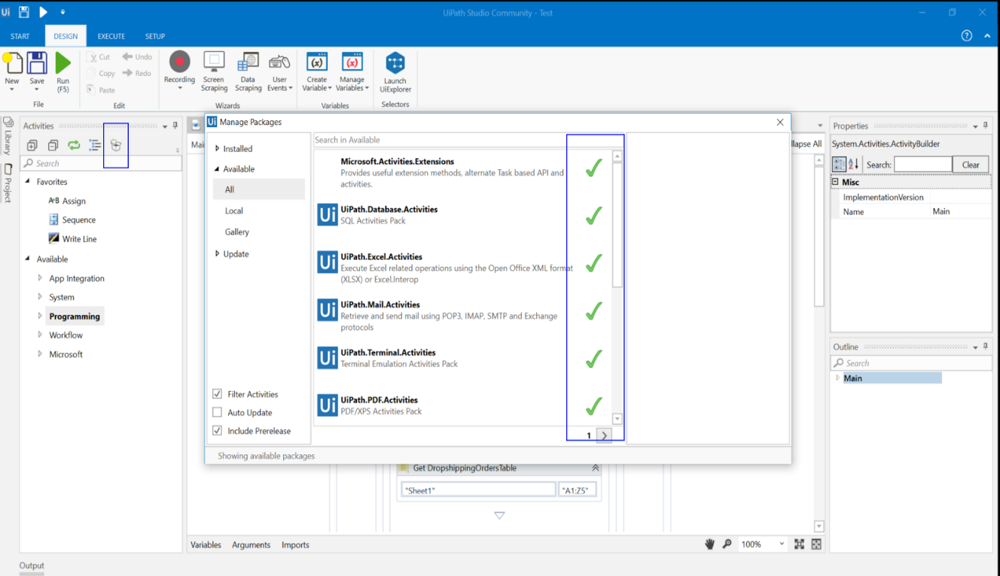 Ui
UiPath Studio Community - Test
START
DESIGN
EXECUTE
SETUP
New
Save
Run
(F5)
File
Cut
Copy
Paste
Undo
Redo
Edit
Recording
Screen
Scraping
Data
Scraping
User
Events
Wizards
Create
Variable
Manage
Variables
Variables
Launch
UiExplorer
Selectors
Library
Project
Activities
Search
Favorites
A+B Assign
Sequence
Write Line
Available
App Integration
System
Programming
Workflow
Microsoft
Mai
Ui Manage Packages
Installed
Available
All
Local
Gallery
Update
Filter Activities
Auto Update
Include Prerelease
Search in Available
Microsoft.Activities.Extensions
Provides useful extension methods, alternate Task based API and
activities.
Ui
UiPath.Database.Activities
SQL Activities Pack
Ui
UiPath.Excel.Activities
Execute Excel related operations using the Open Office XML format
(XLSX) or Excel.Interop
Ui
UiPath.Mail.Activities
Retrieve and send mail using POP3, IMAP, SMTP and Exchange
protocols
Ui
UiPath.Terminal.Activities
Terminal Emulation Activities Pack
Ui
UiPath.PDF.Activities
PDF/XPS Activities Pack
1
Showing available packages
Get DropshippingOrdersTable
"Sheet1"
"A1:Z5"
Variables
Arguments
Imports
100%
llapse All
Properties
System.Activities.ActivityBuilder
Search:
Clear
Misc
ImplementationVersion
Name
Main
Outline
Search
Main
Output